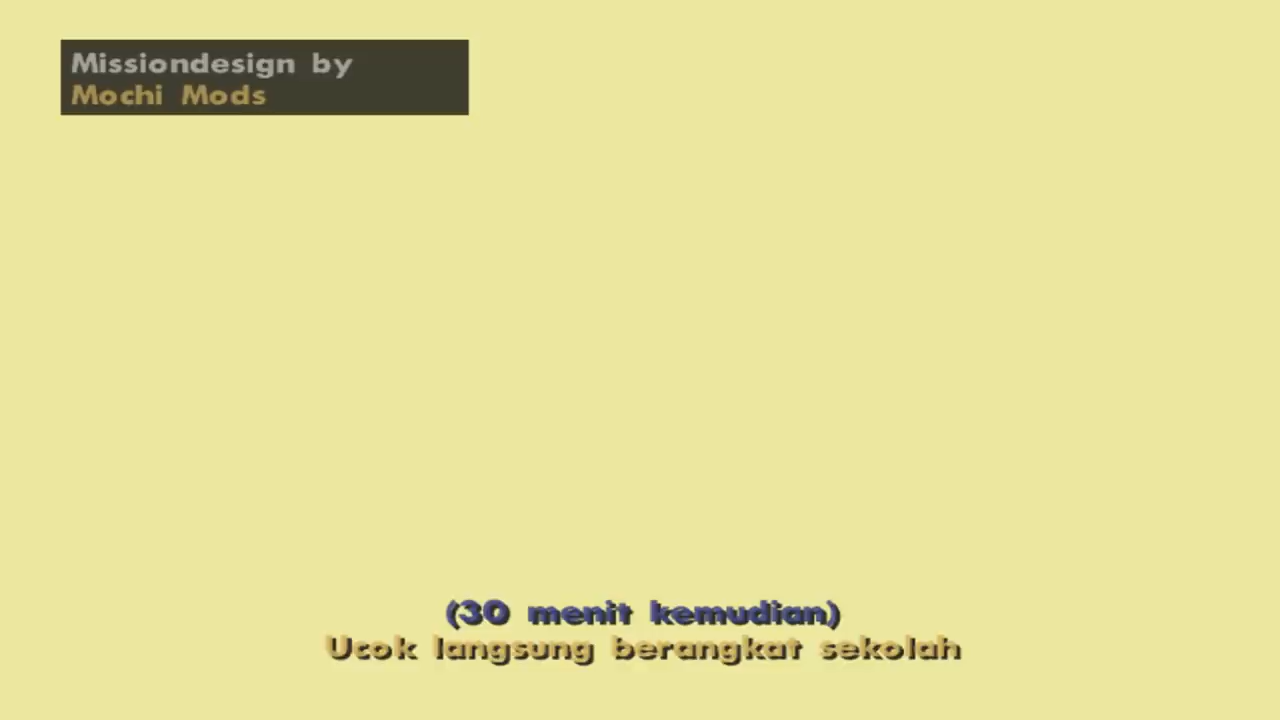 Missiondesign by
Mochi Mods
(30 menit kemudian)
Ucok langsung berangkat sekolah